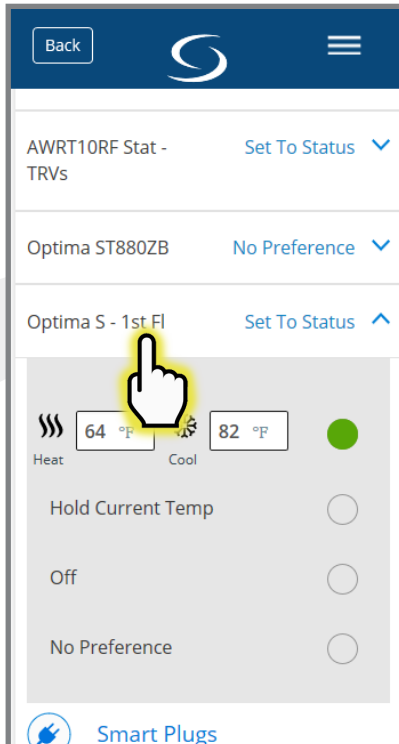 Back
AWRT10RF Stat - Set To Status
TRVs
Optima ST880ZB No Preference
Optima S - 1st Fl Set To Status
64 °F 82 °F
Heat Cool
Hold Current Temp
Off
No Preference
Smart Plugs